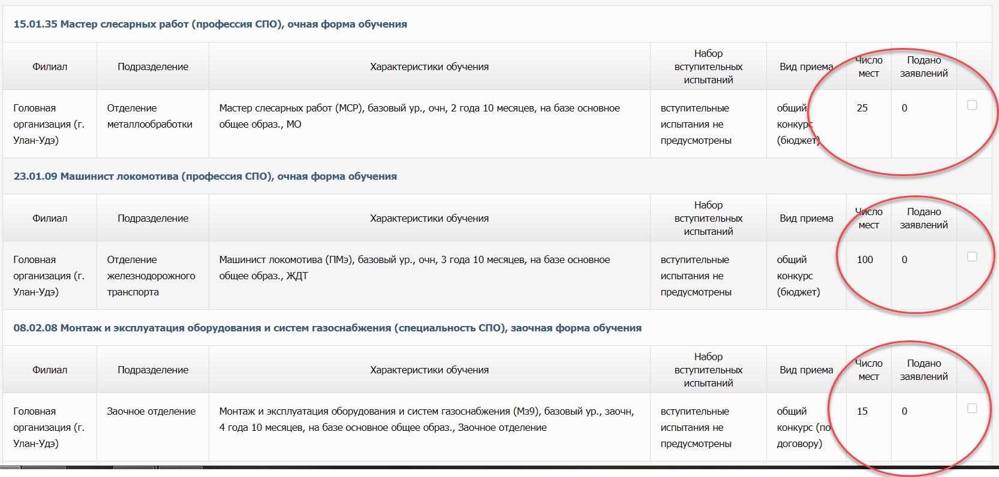 15.01.35 Мастер слесарных работ (профессия СПО), очная форма обучения
Филиал
Подразделение
Характеристики обучения
Набор
вступительных
испытаний
Вид приема
Число
мест
Подано
заявлений
Головная
организация (г.
Улан-Удэ)
Отделение
металлообработки
Мастер слесарных работ (МСР), базовый ур., очн, 2 года 10 месяцев, на базе основное
общее образ., МО
вступительные
испытания не
предусмотрены
общий
конкурс
(бюджет)
25
0
23.01.09 Машинист локомотива (профессия СПО), очная форма обучения
Филиал
Подразделение
Характеристики обучения
Набор
вступительных
испытаний
Вид приема
Число
мест
Подано
заявлений
Головная
организация (г.
Улан-Удэ)
Отделение
железнодорожного
транспорта
Машинист локомотива (ПМэ), базовый ур., очн, 3 года 10 месяцев, на базе основное
общее образ., ЖДТ
вступительные
испытания не
предусмотрены
общий
конкурс
(бюджет)
100
0
08.02.08 Монтаж и эксплуатация оборудования и систем газоснабжения (специальность СПО), заочная форма обучения
Филиал
Подразделение
Характеристики обучения
Набор
вступительных
испытаний
Вид приема
Число
мест
Подано
заявлений
Головная
организация (г.
Улан-Удэ)
Заочное отделение
Монтаж и эксплуатация оборудования и систем газоснабжения (Мз9), базовый ур., заочн,
4 года 10 месяцев, на базе основное общее образ., Заочное отделение
вступительные
испытания не
предусмотрены
общий
конкурс (по
договору)
15
0